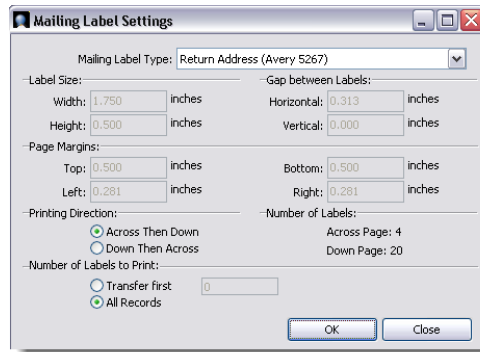 Mailing Label Settings
Mailing Label Type: Return Address (Avery 5267)
Label Size: Gap between Labels:
Width: 1.750 inches Horizontal: 0.313 inches
Height: 0.500 inches Vertical: 0.000 inches
Page Margins:
Top: 0.500 inches Bottom: 0.500 inches
Left: 0.281 inches Right: 0.281 inches
Printing Direction: Number of Labels:
Across Then Down Across Page: 4
Down Then Across Down Page: 20
Number of Labels to Print:
Transfer first 0
All Records
OK Close